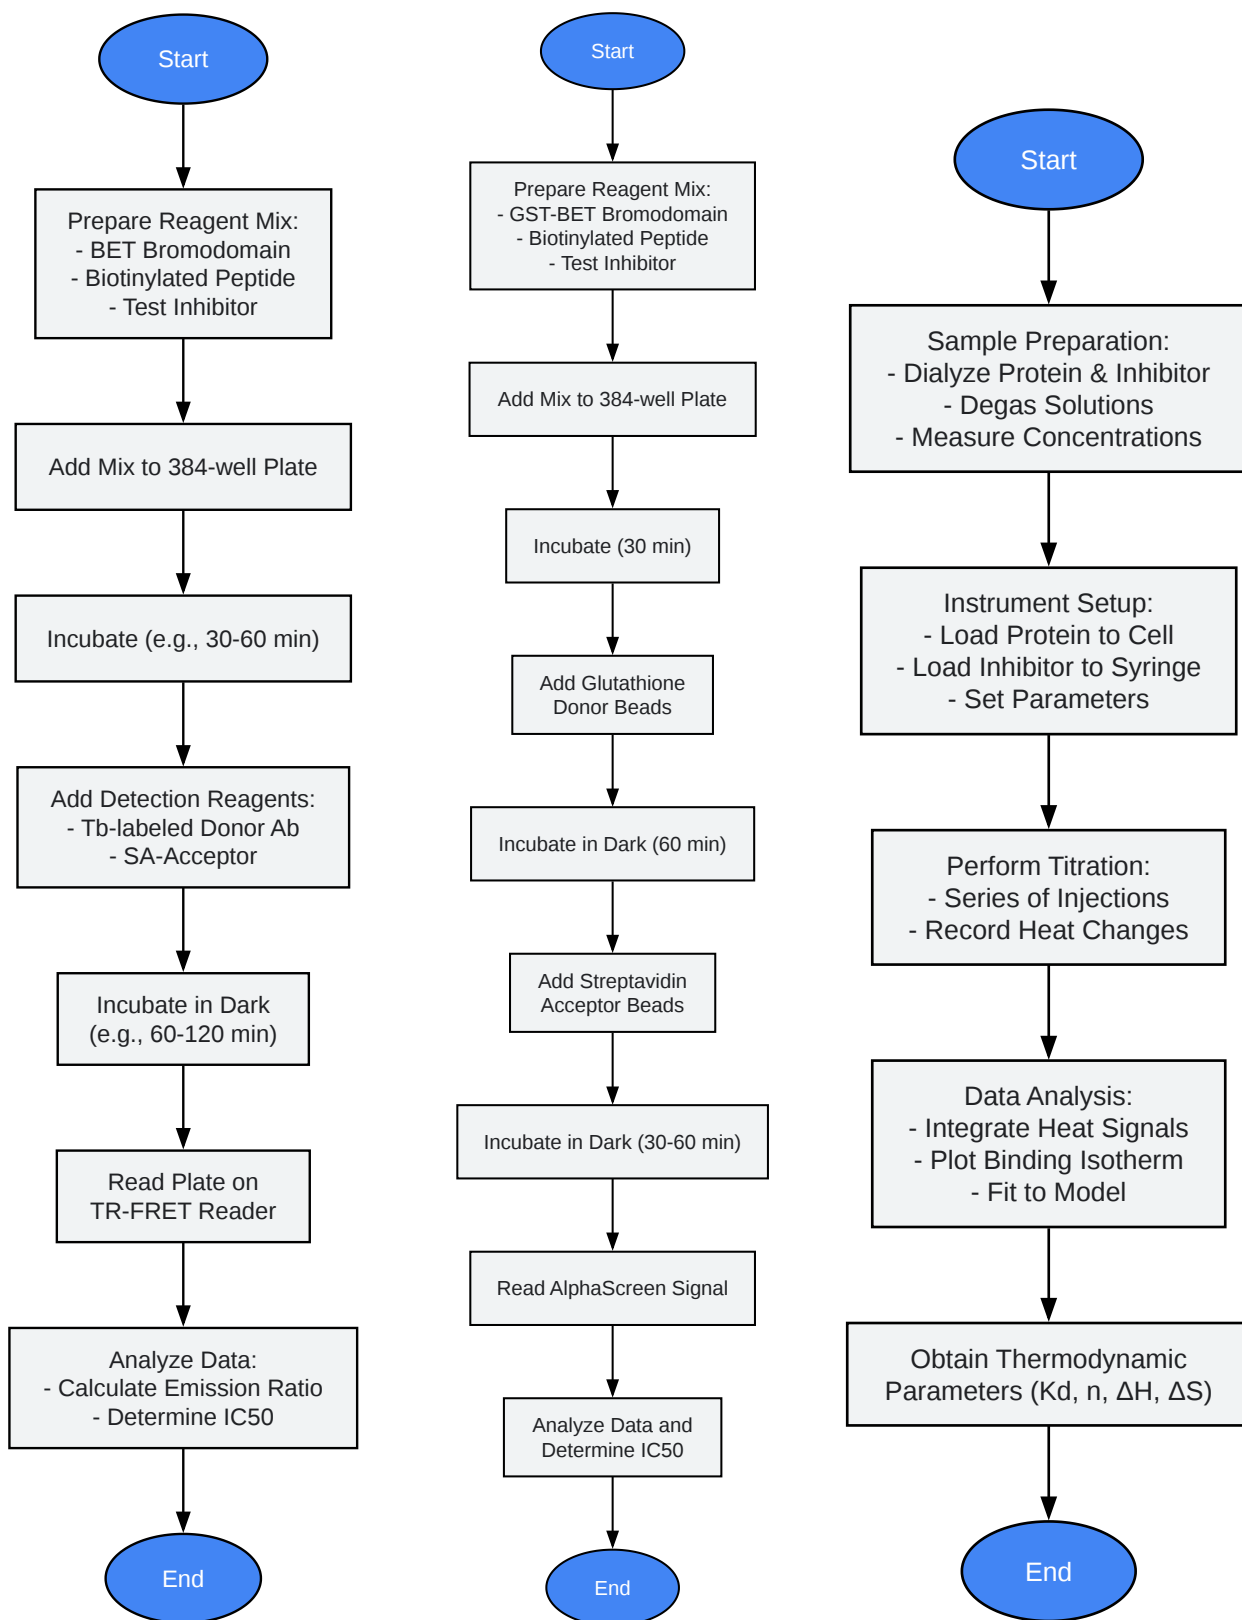 Start
Prepare Reagent Mix:
- BET Bromodomain
- Biotinylated Peptide
- Test Inhibitor
Add Mix to 384-well Plate
Incubate (e.g., 30-60 min)
Add Detection Reagents:
- Tb-labeled Donor Ab
- SA-Acceptor
Incubate in Dark
(e.g., 60-120 min)
Read Plate on
TR-FRET Reader
Analyze Data:
- Calculate Emission Ratio
- Determine IC50
End
Start
Prepare Reagent Mix:
- GST-BET Bromodomain
- Biotinylated Peptide
- Test Inhibitor
Add Mix to 384-well Plate
Incubate (30 min)
Add Glutathione
Donor Beads
Incubate in Dark (60 min)
Add Streptavidin
Acceptor Beads
Incubate in Dark (30-60 min)
Read AlphaScreen Signal
Analyze Data and
Determine IC50
End
Start
Sample Preparation:
- Dialyze Protein & Inhibitor
- Degas Solutions
- Measure Concentrations
Instrument Setup:
- Load Protein to Cell
- Load Inhibitor to Syringe
- Set Parameters
Perform Titration:
- Series of Injections
- Record Heat Changes
Data Analysis:
- Integrate Heat Signals
- Plot Binding Isotherm
- Fit to Model
Obtain Thermodynamic
Parameters (Kd, n, ΔH, ΔS)
End